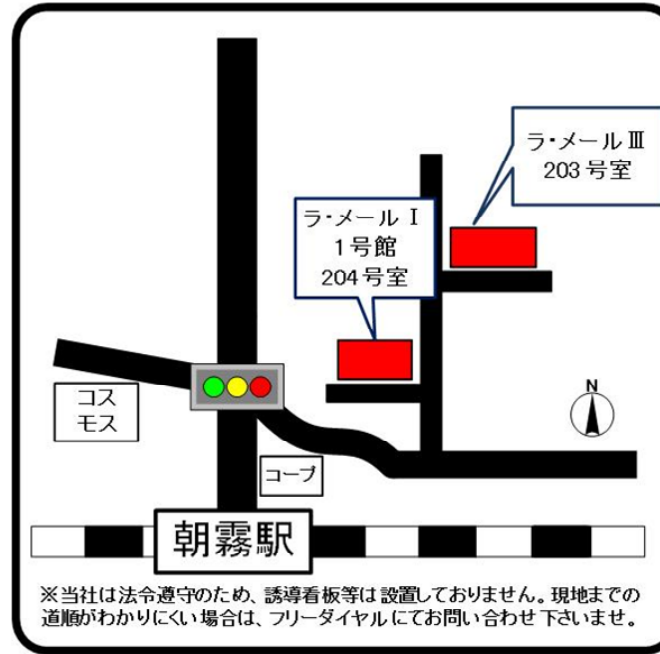 ラ・メールⅢ
203号室
ラ・メールⅠ
1号館
204号室
コス
モス
N
コープ
朝霧駅
※当社は法令遵守のため、誘導看板等は設置しておりません。現地までの
道順がわかりにくい場合は、フリーダイヤルにてお問い合わせ下さいませ。